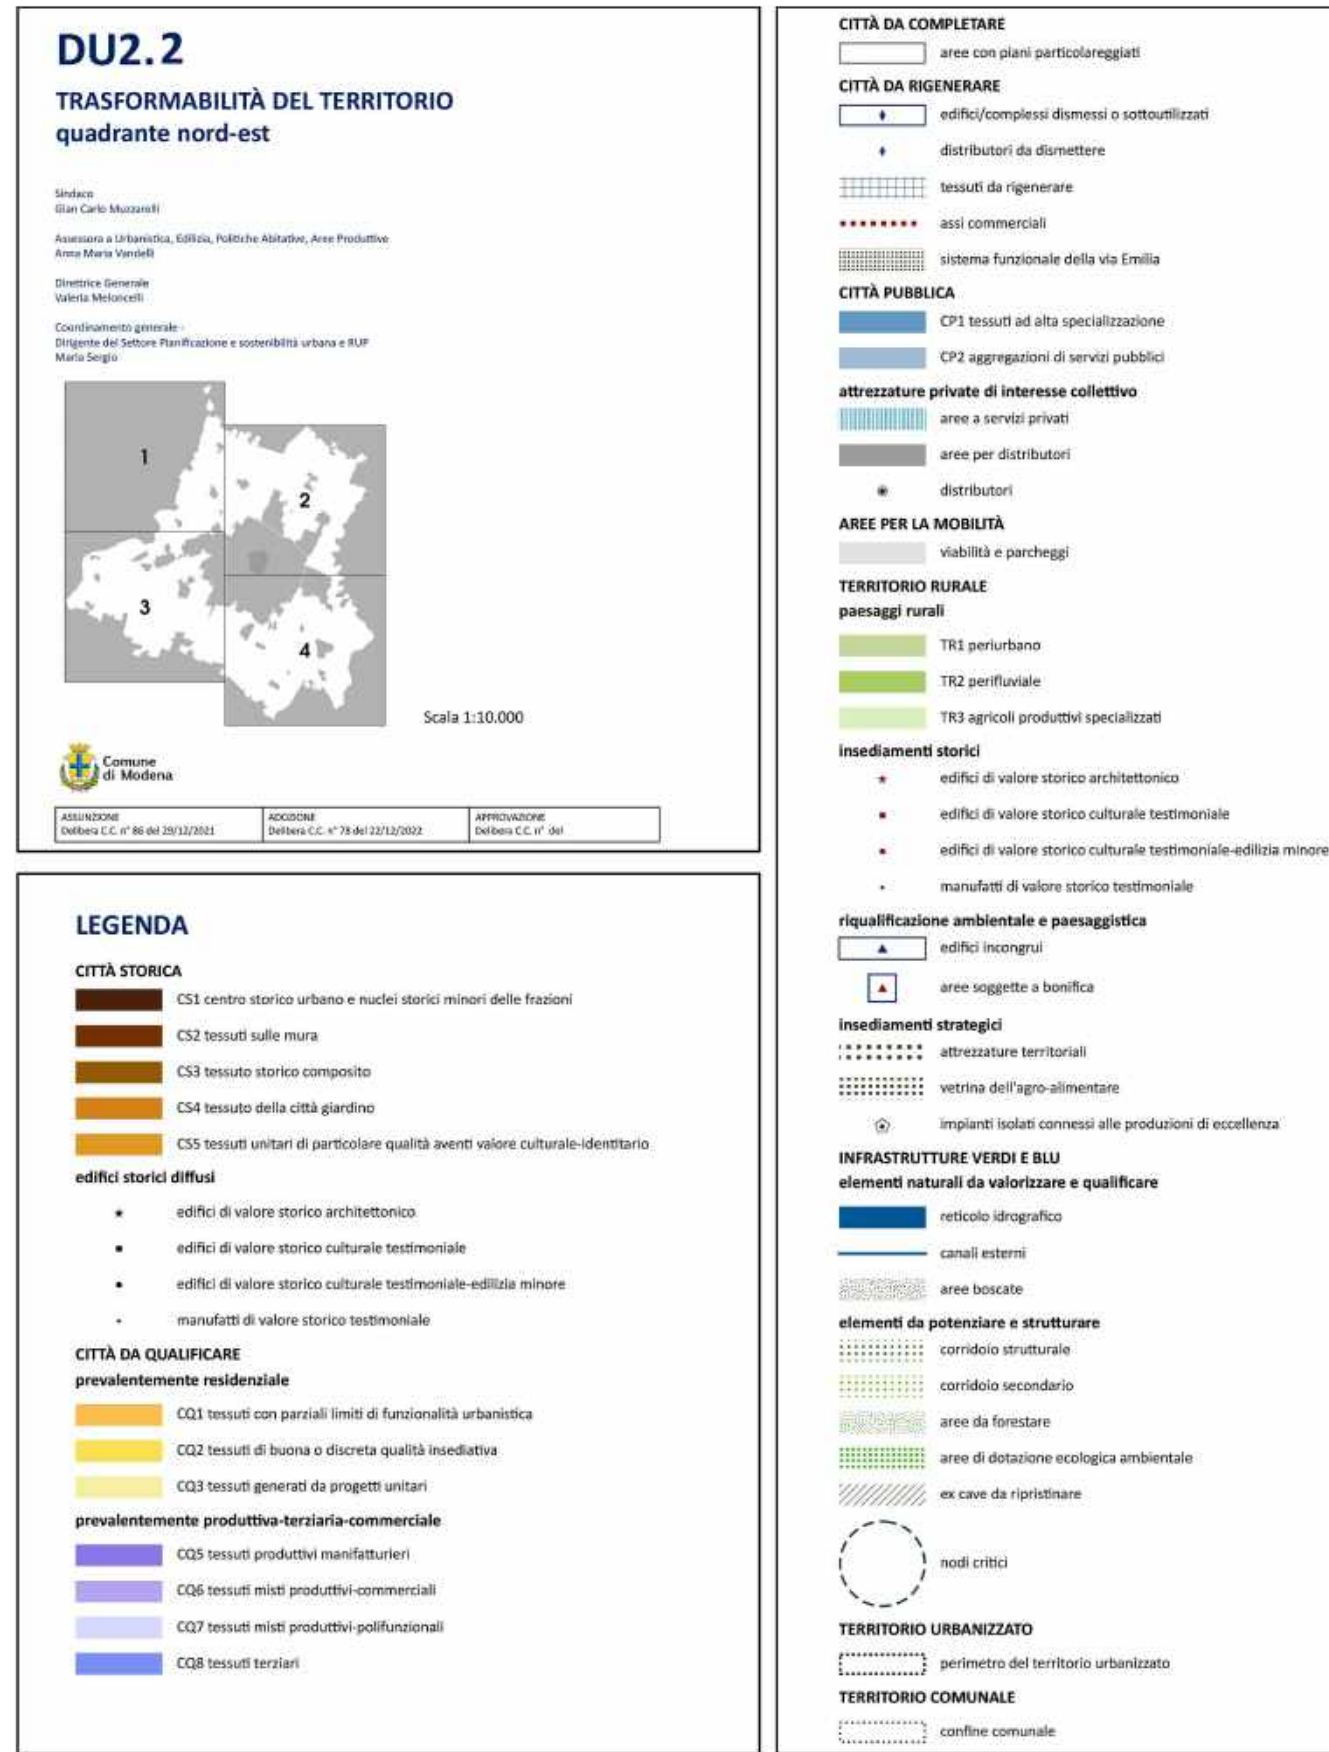 DU2.2
TRASFORMABILITÀ DEL TERRITORIO
quadrante nord-est
Sindaco
Gian Carlo Muzzarelli
Assessora a Urbanistica, Edilizia, Politiche Abitative, Aree Produttive
Anna Maria Vandelli
Direttrice Generale
Valeria Meloncelli
Coordinamento generale -
Dirigente del Settore Pianificazione e sostenibilità urbana e RUP
Maria Sergio
1
2
3
4
Scala 1:10.000
Comune
di Modena
ASSUNZIONE
Delibera C.C. n° 86 del 29/12/2021
ADOZIONE
Delibera C.C. n° 78 del 22/12/2022
APPROVAZIONE
Delibera C.C. n° del
LEGENDA
CITTÀ STORICA
CS1 centro storico urbano e nuclei storici minori delle frazioni
CS2 tessuti sulle mura
CS3 tessuto storico composito
CS4 tessuto della città giardino
CS5 tessuti unitari di particolare qualità aventi valore culturale-identitario
edifici storici diffusi
edifici di valore storico architettonico
edifici di valore storico culturale testimoniale
edifici di valore storico culturale testimoniale-edilizia minore
manufatti di valore storico testimoniale
CITTÀ DA QUALIFICARE
prevalentemente residenziale
CQ1 tessuti con parziali limiti di funzionalità urbanistica
CQ2 tessuti di buona o discreta qualità insediativa
CQ3 tessuti generati da progetti unitari
prevalentemente produttiva-terziaria-commerciale
CQ5 tessuti produttivi manifatturieri
CQ6 tessuti misti produttivi-commerciali
CQ7 tessuti misti produttivi-polifunzionali
CQ8 tessuti terziari
CITTÀ DA COMPLETARE
aree con piani particolareggiati
CITTÀ DA RIGENERARE
edifici/complessi dismessi o sottoutilizzati
distributori da dismettere
tessuti da rigenerare
assi commerciali
sistema funzionale della via Emilia
CITTÀ PUBBLICA
CP1 tessuti ad alta specializzazione
CP2 aggregazioni di servizi pubblici
attrezzature private di interesse collettivo
aree a servizi privati
aree per distributori
distributori
AREE PER LA MOBILITÀ
viabilità e parcheggi
TERRITORIO RURALE
paesaggi rurali
TR1 periurbano
TR2 perifluviale
TR3 agricoli produttivi specializzati
insediamenti storici
edifici di valore storico architettonico
edifici di valore storico culturale testimoniale
edifici di valore storico culturale testimoniale-edilizia minore
manufatti di valore storico testimoniale
riqualificazione ambientale e paesaggistica
edifici incongrui
aree soggette a bonifica
insediamenti strategici
attrezzature territoriali
vetrina dell'agro-alimentare
impianti isolati connessi alle produzioni di eccellenza
INFRASTRUTTURE VERDI E BLU
elementi naturali da valorizzare e qualificare
reticolo idrografico
canali esterni
aree boscate
elementi da potenziare e strutturare
corridoio strutturale
corridoio secondario
aree da forestare
aree di dotazione ecologica ambientale
ex cave da ripristinare
nodi critici
TERRITORIO URBANIZZATO
perimetro del territorio urbanizzato
TERRITORIO COMUNALE
confine comunale